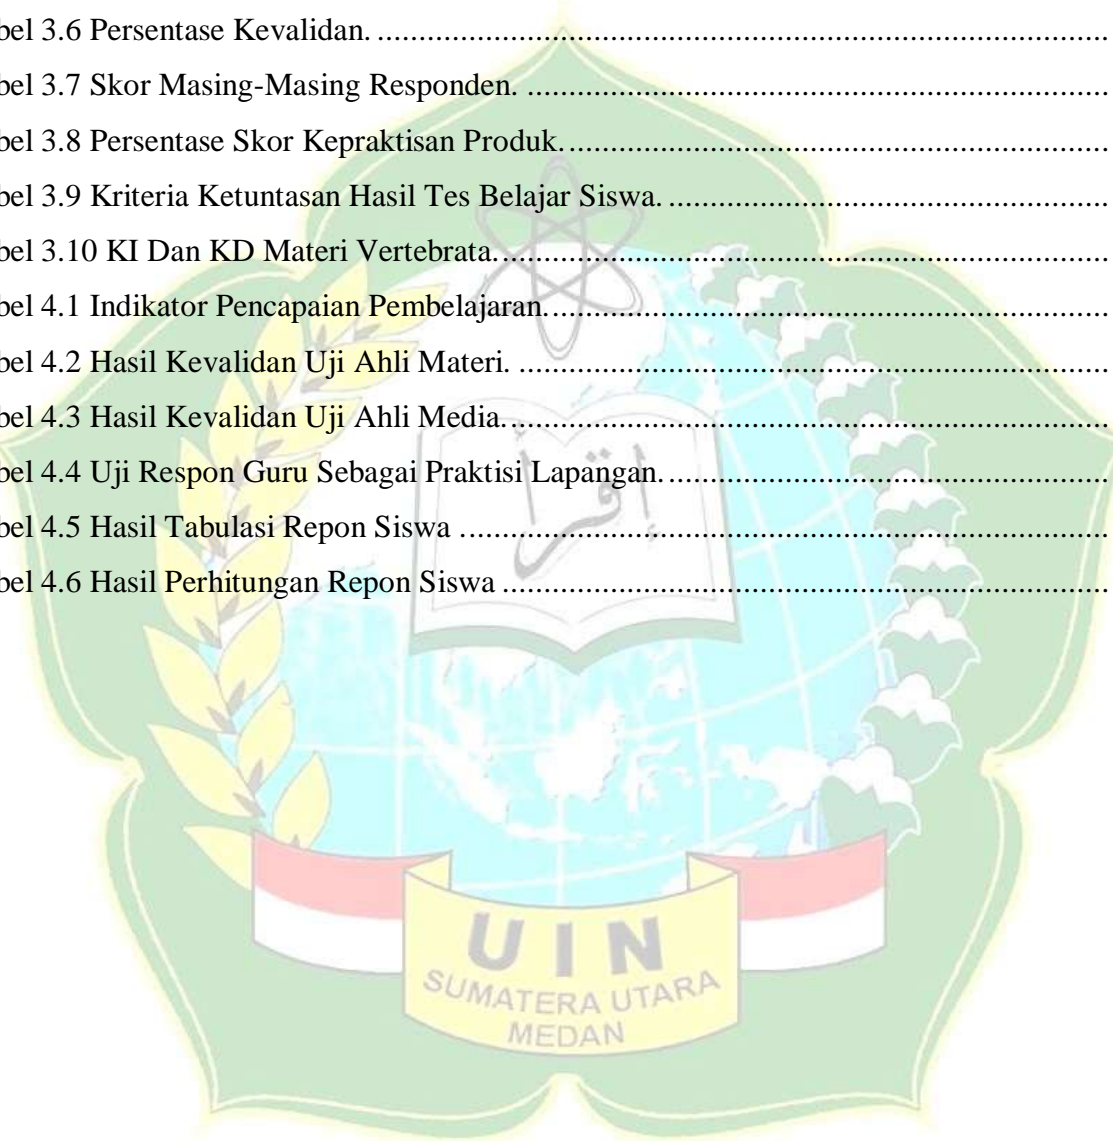 bel 3.6 Persentase Kevalidan. ........................................................................................
bel 3.7 Skor Masing-Masing Responden. ......................................................................
bel 3.8 Persentase Skor Kepraktisan Produk. .................................................................
bel 3.9 Kriteria Ketuntasan Hasil Tes Belajar Siswa. .....................................................
bel 3.10 KI Dan KD Materi Vertebrata. .........................................................................
bel 4.1 Indikator Pencapaian Pembelajaran. ...................................................................
bel 4.2 Hasil Kevalidan Uji Ahli Materi. .......................................................................
bel 4.3 Hasil Kevalidan Uji Ahli Media. ........................................................................
bel 4.4 Uji Respon Guru Sebagai Praktisi Lapangan. .....................................................
bel 4.5 Hasil Tabulasi Repon Siswa ..............................................................................
bel 4.6 Hasil Perhitungan Repon Siswa .........................................................................
إقرأ
UIN
SUMATERA UTARA
MEDAN